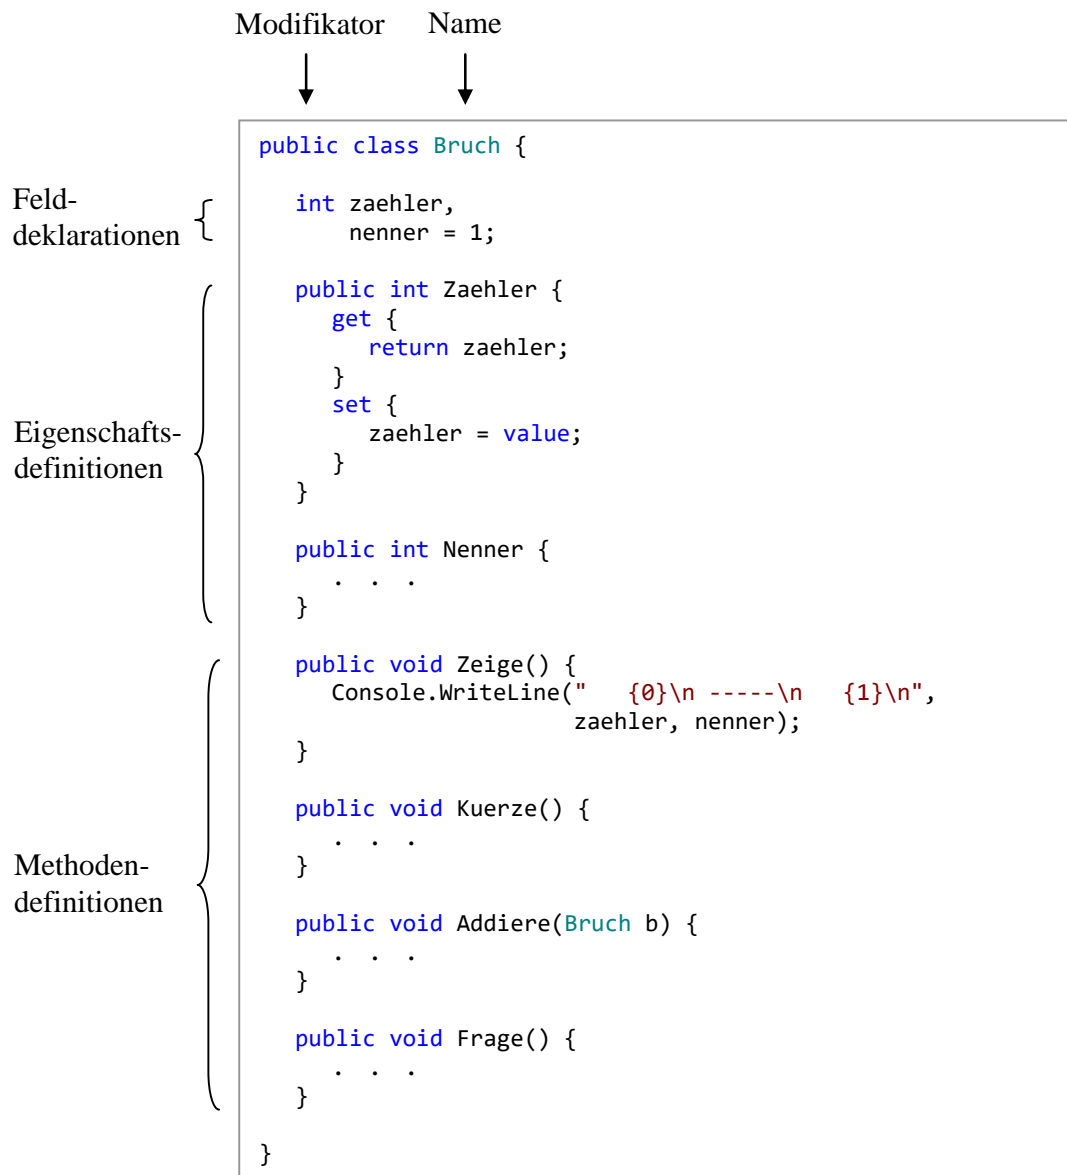 Modifikator Name
public class Bruch {
Feld-
deklarationen
int zaehler,
nenner = 1;
public int Zaehler {
get {
return zaehler;
}
set {
zaehler = value;
}
}
Eigenschafts-
definitionen
public int Nenner {
. . .
}
public void Zeige() {
Console.WriteLine("   {0}\n -----\n   {1}\n",
zaehler, nenner);
}
public void Kuerze() {
. . .
}
Methoden-
definitionen
public void Addiere(Bruch b) {
. . .
}
public void Frage() {
. . .
}
}